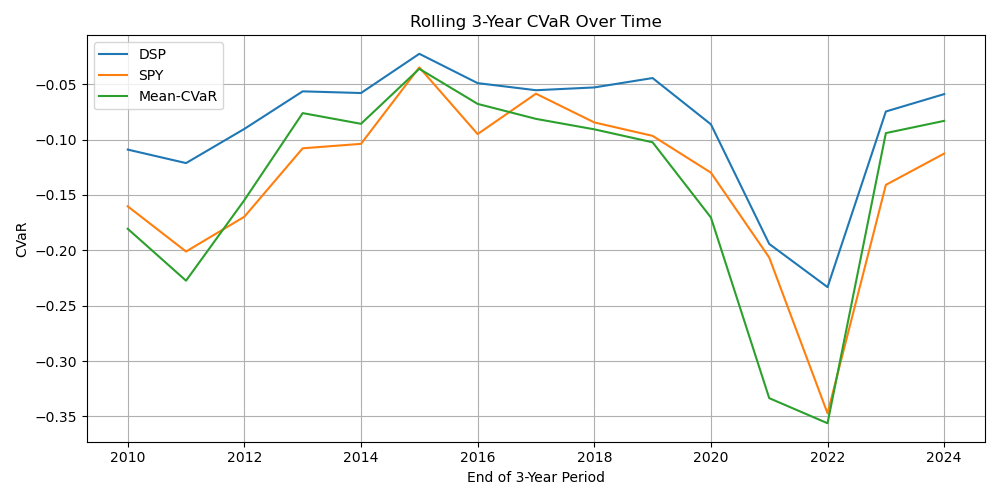 Rolling 3-Year CVaR Over Time
DSP
SPY
Mean-CVaR
CVaR
−0.05
−0.10
−0.15
−0.20
−0.25
−0.30
−0.35
2010 2012 2014 2016 2018 2020 2022 2024
End of 3-Year Period